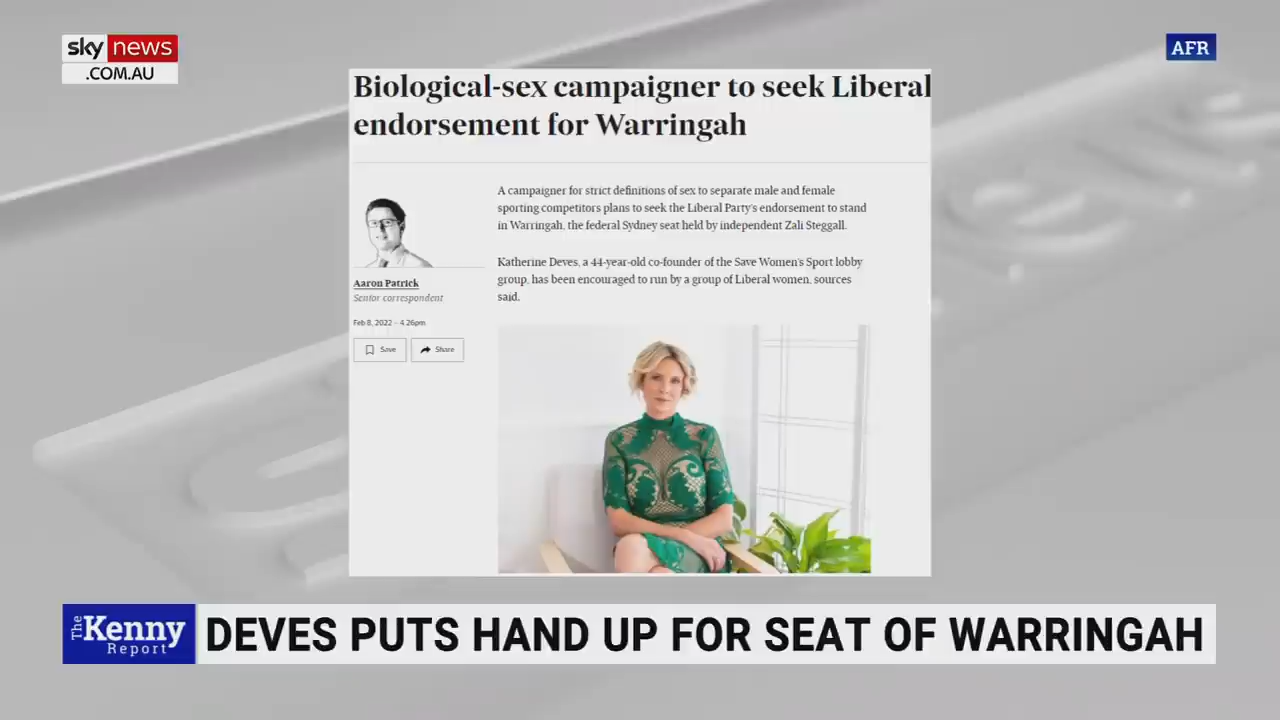 sky news
.COM.AU
AFR
Biological-sex campaigner to seek Liberal
endorsement for Warringah
A campaigner for strict definitions of sex to separate male and female
sporting competitors plans to seek the Liberal Party's endorsement to stand
in Warringah, the federal Sydney seat held by independent Zali Steggall.
Katherine Deves, a 44-year-old co-founder of the Save Women's Sport lobby
group, has been encouraged to run by a group of Liberal women, sources
said.
Aaron Patrick
Senior correspondent
Feb 8, 2022 – 4.26pm
Save
Share
The Kenny
Report
DEVES PUTS HAND UP FOR SEAT OF WARRINGAH